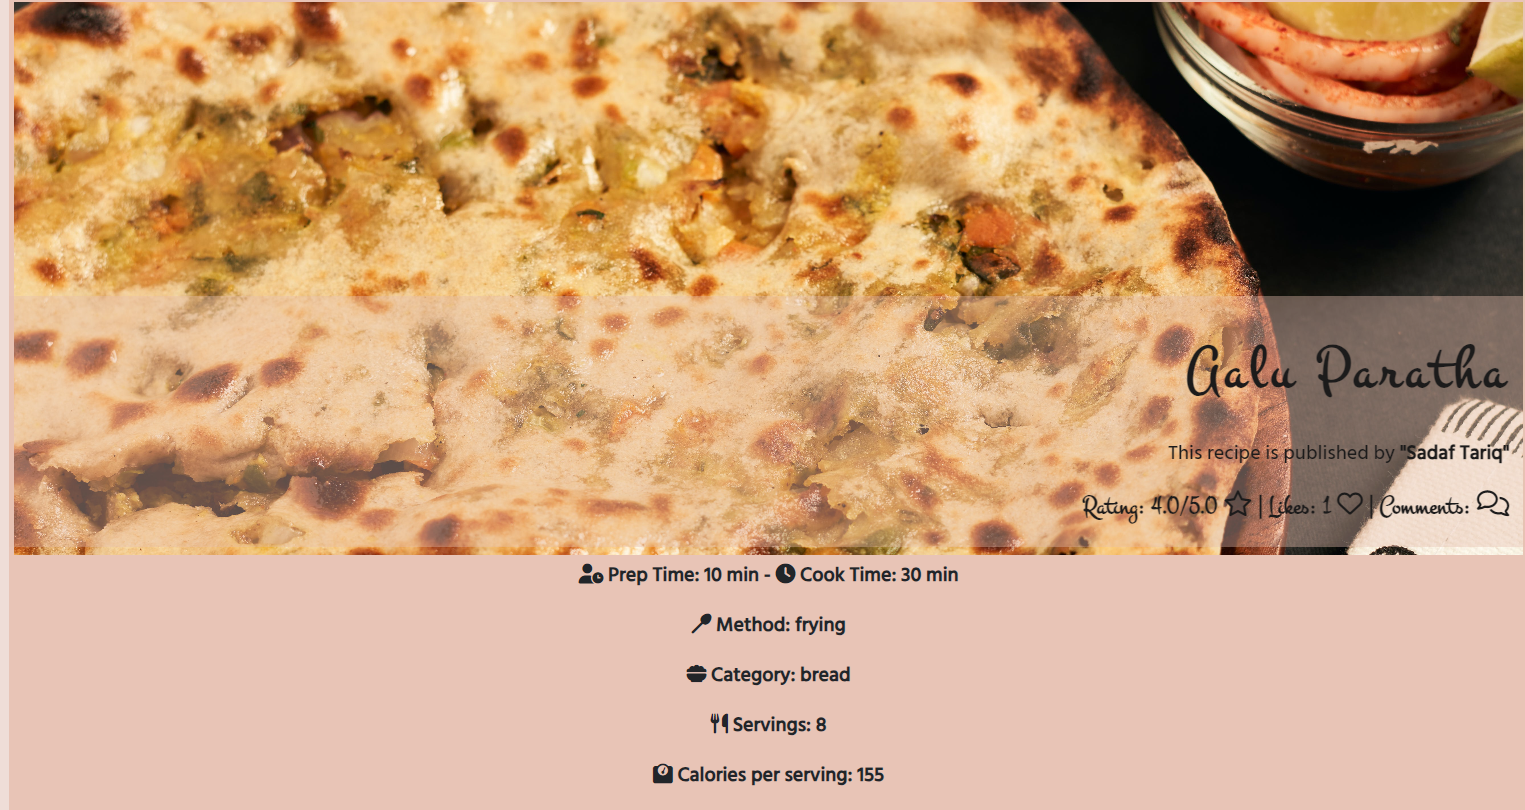 Galu Paratha
This recipe is published by "Sadaf Tariq"
Rating: 4.0/5.0 | Likes: 1 | Comments:
Prep Time: 10 min - Cook Time: 30 min
Method: frying
Category: bread
Servings: 8
Calories per serving: 155